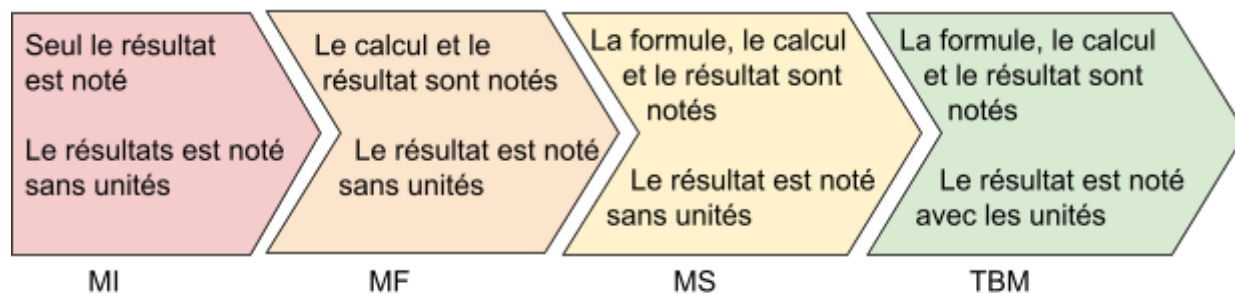 Seul le résultat
est noté
Le résultats est noté
sans unités
Le calcul et le
résultat sont notés
Le résultat est noté
sans unités
La formule, le calcul
et le résultat sont
notés
Le résultat est noté
sans unités
La formule, le calcul
et le résultat sont
notés
Le résultat est noté
avec les unités
MI
MF
MS
TBM